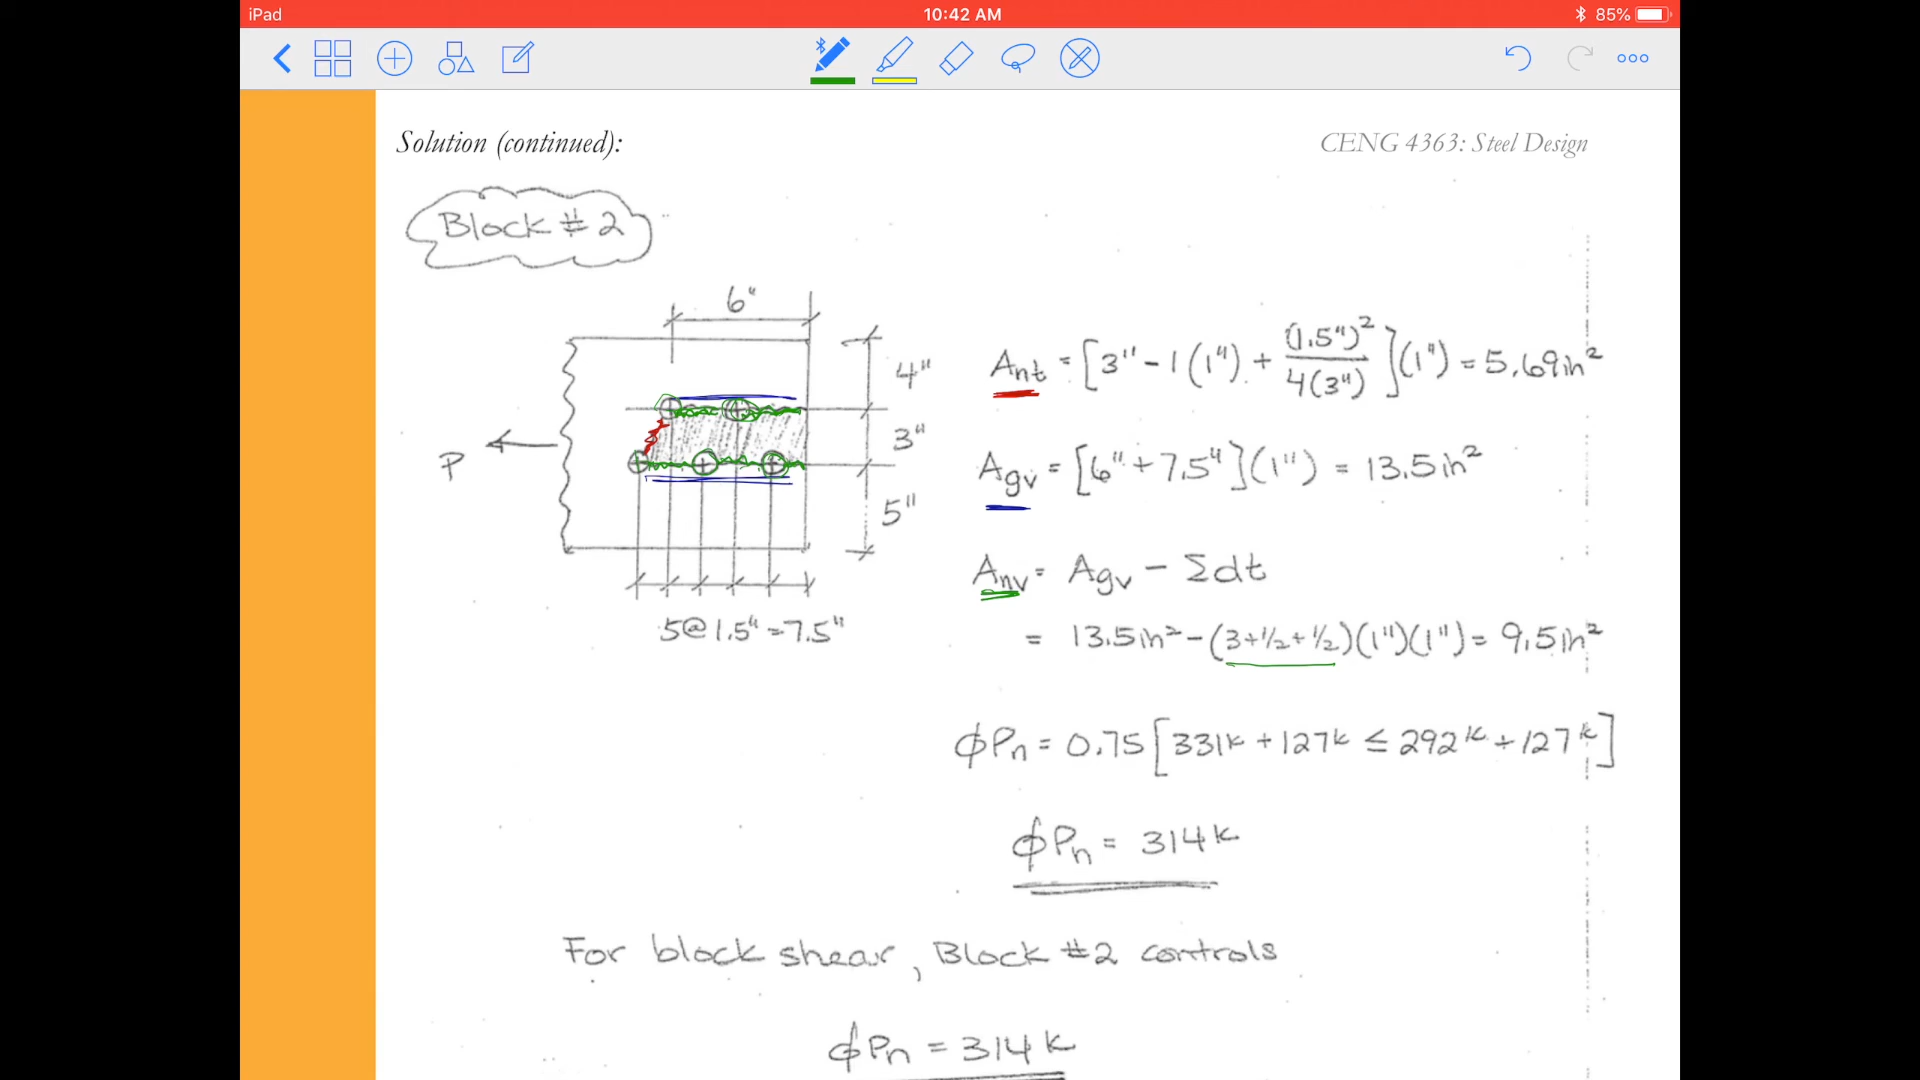 iPad 10:42 AM 85%
Solution (continued): CENG 4363: Steel Design
Block #2
6"
4"
3"
5"
P
5@1.5"=7.5"
Ant = [3"-1(1") + (1.5")²/4(3")](1") = 5.69in²
Agv = [6"+7.5"](1") = 13.5in²
Anv = Agv - Σdt
= 13.5in² - (3+1/2+1/2)(1")(1") = 9.5in²
ϕPn = 0.75[331k + 127k ≤ 292k + 127k]
ϕPn = 314k
For block shear, Block #2 controls
ϕPn = 314k